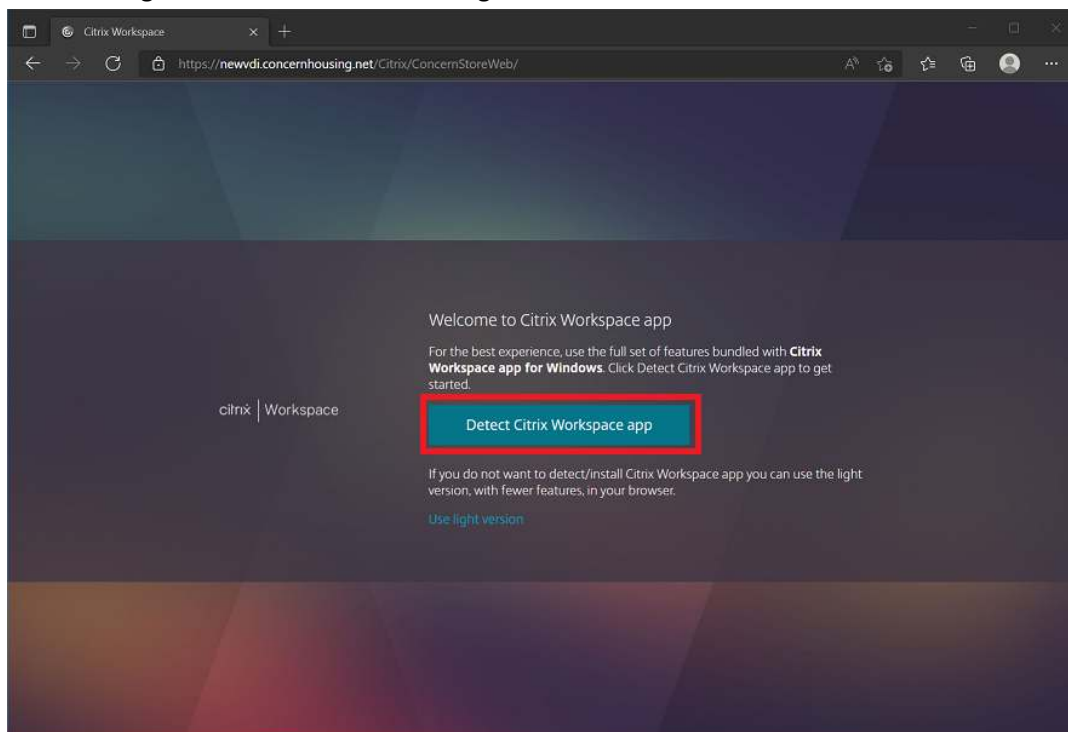 Citrix Workspace
https://newvdi.concernhousing.net/Citrix/ConcernStoreWeb/
Welcome to Citrix Workspace app
For the best experience, use the full set of features bundled with Citrix
Workspace app for Windows. Click Detect Citrix Workspace app to get
started.
citrix | Workspace
Detect Citrix Workspace app
If you do not want to detect/install Citrix Workspace app you can use the light
version, with fewer features, in your browser.
Use light version